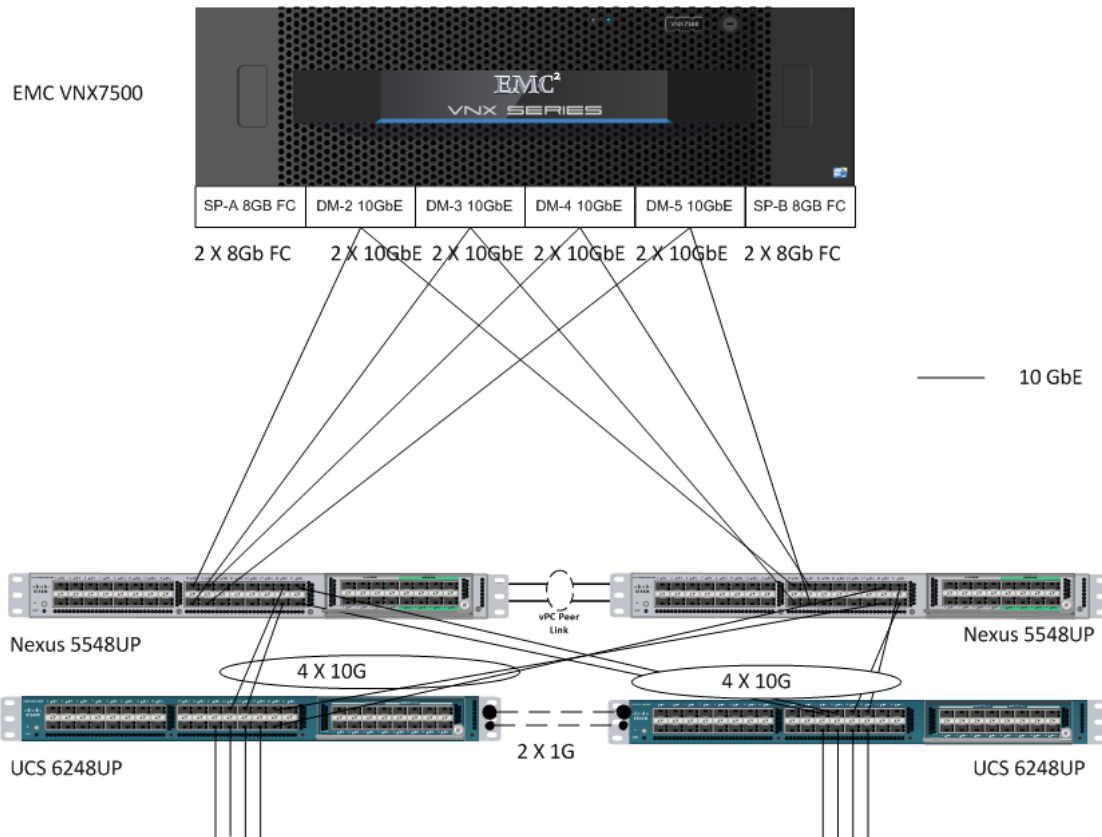 VNX7500
EMC VNX7500
EMC²
VNX SERIES
SP-A 8GB FC
DM-2 10GbE
DM-3 10GbE
DM-4 10GbE
DM-5 10GbE
SP-B 8GB FC
2 X 8Gb FC
2 X 10GbE
2 X 10GbE
2 X 10GbE
2 X 10GbE
2 X 8Gb FC
10 GbE
vPC Peer
Link
Nexus 5548UP
Nexus 5548UP
4 X 10G
4 X 10G
2 X 1G
UCS 6248UP
UCS 6248UP